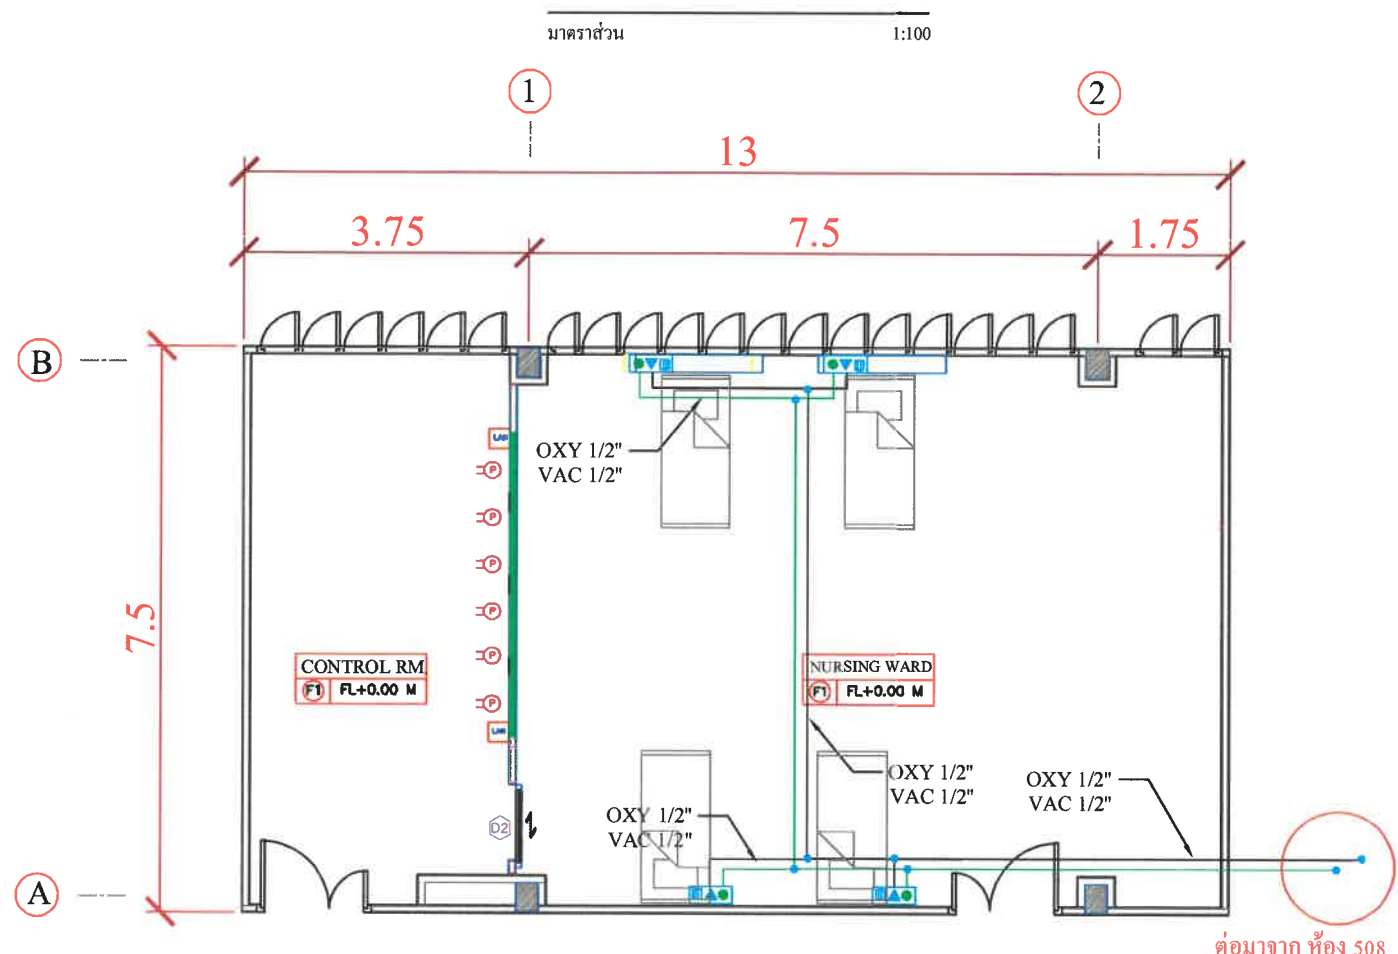 มาตราส่วน 1:100
1 2
13
3.75 7.5 1.75
B
OXY 1/2"
VAC 1/2"
LAN
P
P
P
P
P
P
LAN
7.5
CONTROL RM.
F1 FL+0.00 M
NURSING WARD
F1 FL+0.00 M
OXY 1/2"
VAC 1/2"
OXY 1/2"
VAC 1/2"
OXY 1/2"
VAC 1/2"
D2
A
ต่อมาจาก ห้อง 508